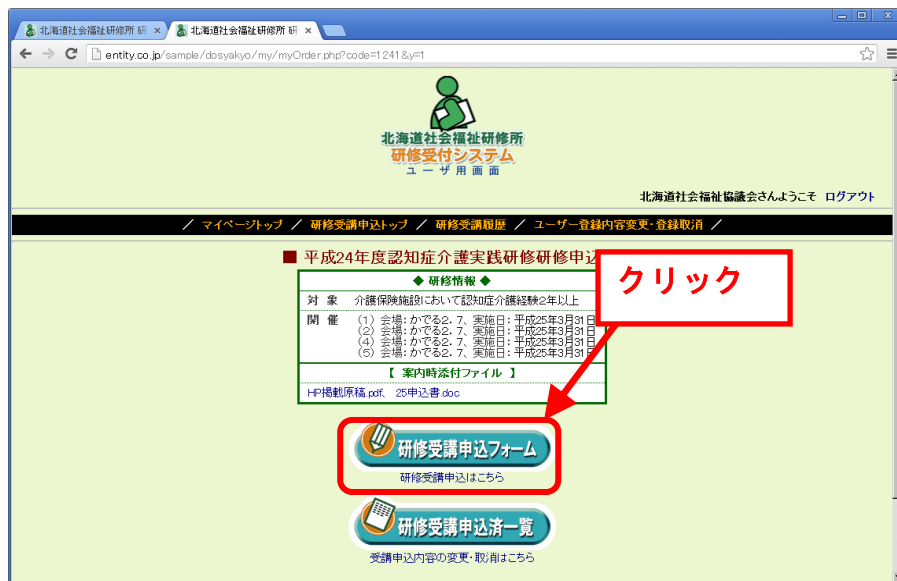 北海道社会福祉研修所 研
北海道社会福祉研修所 研
entity.co.jp/sample/dosyakyo/my/myOrder.php?code=1241&y=1
北海道社会福祉研修所
研修受付システム
ユーザ用画面
北海道社会福祉協議会さんようこそ ログアウト
／ マイページトップ ／ 研修受講申込トップ ／ 研修受講履歴 ／ ユーザー登録内容変更・登録取消 ／
■ 平成24年度認知症介護実践研修研修申込
クリック
◆ 研修情報 ◆
対 象 介護保険施設において認知症介護経験2年以上
開 催 (1) 会場：かでる2．7、実施日：平成25年3月31日
(2) 会場：かでる2．7、実施日：平成25年3月31日
(4) 会場：かでる2．7、実施日：平成25年3月31日
(5) 会場：かでる2．7、実施日：平成25年3月31日
【 案内時添付ファイル 】
HP掲載原稿.pdf、 25申込書.doc
研修受講申込フォーム
研修受講申込はこちら
研修受講申込済一覧
受講申込内容の変更・取消はこちら